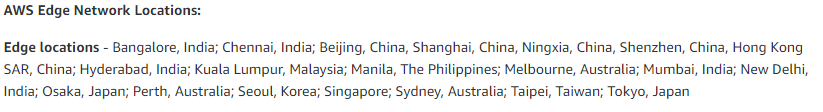 AWS Edge Network Locations:
Edge locations - Bangalore, India; Chennai, India; Beijing, China, Shanghai, China, Ningxia, China, Shenzhen, China, Hong Kong
SAR, China; Hyderabad, India; Kuala Lumpur, Malaysia; Manila, The Philippines; Melbourne, Australia; Mumbai, India; New Delhi,
India; Osaka, Japan; Perth, Australia; Seoul, Korea; Singapore; Sydney, Australia; Taipei, Taiwan; Tokyo, Japan